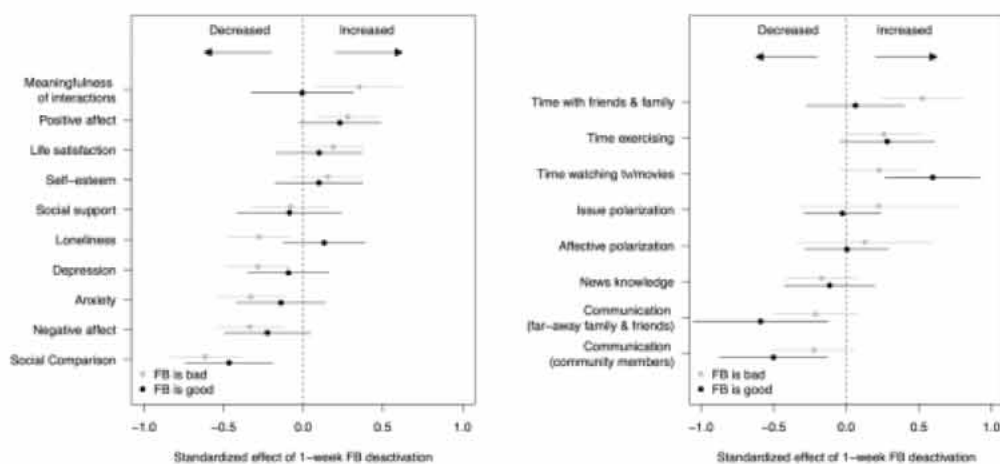 Decreased Increased
Meaningfulness
of interactions
Positive affect
Life satisfaction
Self-esteem
Social support
Loneliness
Depression
Anxiety
Negative affect
Social Comparison
FB is bad
FB is good
-1.0 -0.5 0.0 0.5 1.0
Standardized effect of 1-week FB deactivation
Decreased Increased
Time with friends & family
Time exercising
Time watching tv/movies
Issue polarization
Affective polarization
News knowledge
Communication
(far-away family & friends)
Communication
(community members)
FB is bad
FB is good
-1.0 -0.5 0.0 0.5 1.0
Standardized effect of 1-week FB deactivation